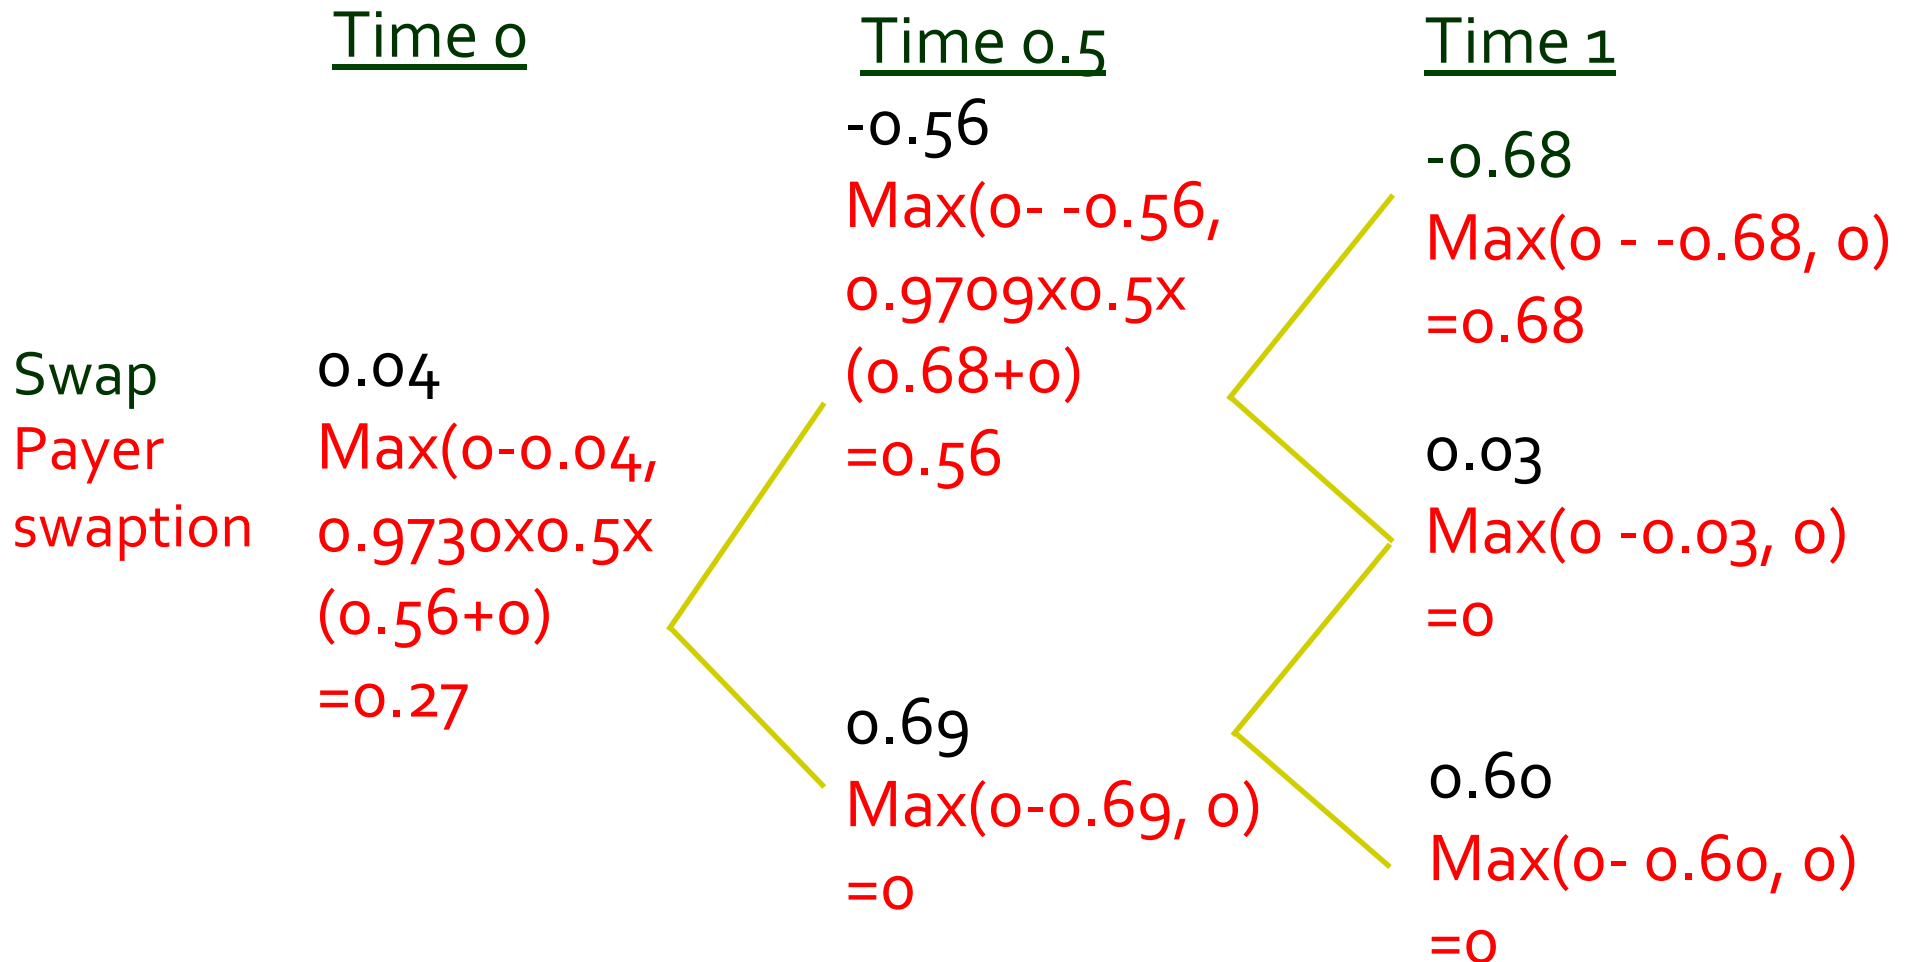 Time 0
Time 0.5
Time 1
Swap
Payer
swaption
0.04
Max(0-0.04,
0.9730x0.5x
(0.56+0)
=0.27
-0.56
Max(0- -0.56,
0.9709x0.5x
(0.68+0)
=0.56
0.69
Max(0-0.69, 0)
=0
-0.68
Max(0 - -0.68, 0)
=0.68
0.03
Max(0 -0.03, 0)
=0
0.60
Max(0- 0.60, 0)
=0